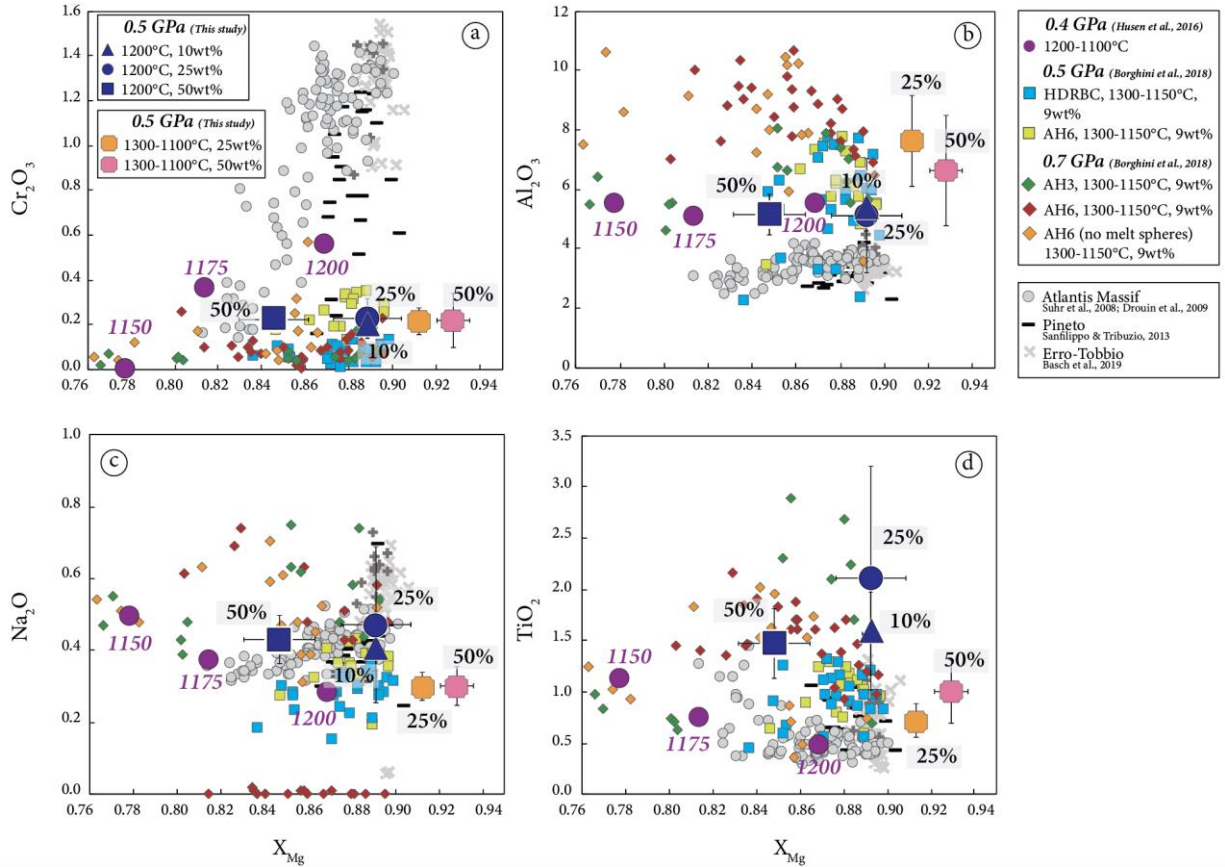 0.5 GPa (This study)
1200°C, 10wt%
1200°C, 25wt%
1200°C, 50wt%
0.5 GPa (This study)
1300-1100°C, 25wt%
1300-1100°C, 50wt%
a
Cr2O3
1.6
1.4
1.2
1.0
0.8
0.6
0.4
0.2
0.0
1150
1175
1200
50%
25%
10%
50%
0.76
0.78
0.80
0.82
0.84
0.86
0.88
0.90
0.92
0.94
b
Al2O3
12
10
8
6
4
2
0
1150
1175
1200
50%
10%
25%
25%
50%
0.76
0.78
0.80
0.82
0.84
0.86
0.88
0.90
0.92
0.94
0.4 GPa (Husen et al., 2016)
1200-1100°C
0.5 GPa (Borghini et al., 2018)
HDRBC, 1300-1150°C,
9wt%
AH6, 1300-1150°C, 9wt%
0.7 GPa (Borghini et al., 2018)
AH3, 1300-1150°C, 9wt%
AH6, 1300-1150°C, 9wt%
AH6 (no melt spheres)
1300-1150°C, 9wt%
Atlantis Massif
Suhr et al., 2008; Drouin et al., 2009
Pineto
Sanfilippo & Tribuzio, 2013
Erro-Tobbio
Basch et al., 2019
c
Na2O
1.0
0.8
0.6
0.4
0.2
0.0
1150
1175
1200
50%
25%
10%
50%
25%
0.76
0.78
0.80
0.82
0.84
0.86
0.88
0.90
0.92
0.94
XMg
d
TiO2
3.5
3.0
2.5
2.0
1.5
1.0
0.5
0.0
1150
1175
1200
50%
25%
10%
50%
25%
0.76
0.78
0.80
0.82
0.84
0.86
0.88
0.90
0.92
0.94
XMg